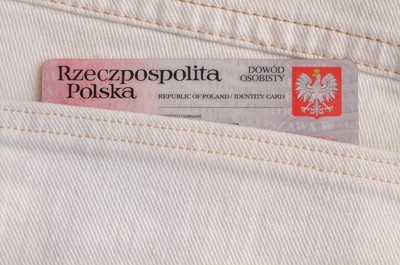 Rzeczpospolita
Polska
DOWÓD
OSOBISTY
REPUBLIC OF POLAND / IDENTITY CARD